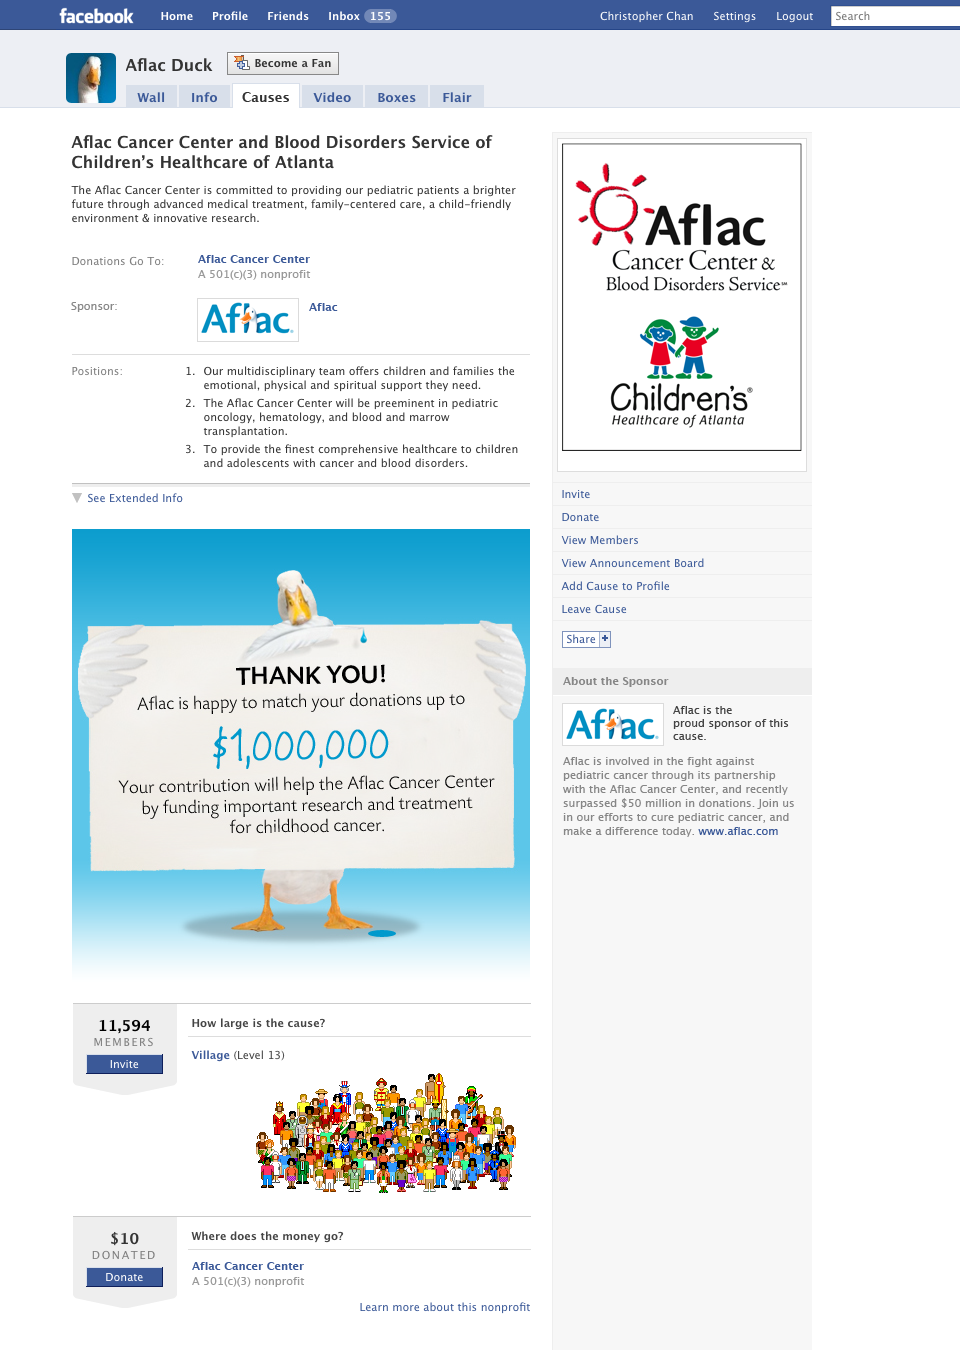 facebook Home Profile Friends Inbox 155 Christopher Chan Settings Logout Search
Aflac Duck Become a Fan
Wall Info Causes Video Boxes Flair
Aflac Cancer Center and Blood Disorders Service of
Children's Healthcare of Atlanta
The Aflac Cancer Center is committed to providing our pediatric patients a brighter
future through advanced medical treatment, family-centered care, a child-friendly
environment & innovative research.
Donations Go To: Aflac Cancer Center
A 501(c)(3) nonprofit
Sponsor: Aflac. Aflac
Positions:
1. Our multidisciplinary team offers children and families the
emotional, physical and spiritual support they need.
2. The Aflac Cancer Center will be preeminent in pediatric
oncology, hematology, and blood and marrow
transplantation.
3. To provide the finest comprehensive healthcare to children
and adolescents with cancer and blood disorders.
See Extended Info
THANK YOU!
Aflac is happy to match your donations up to
$1,000,000
Your contribution will help the Aflac Cancer Center
by funding important research and treatment
for childhood cancer.
11,594
MEMBERS
Invite
How large is the cause?
Village (Level 13)
$10
DONATED
Donate
Where does the money go?
Aflac Cancer Center
A 501(c)(3) nonprofit
Learn more about this nonprofit
Aflac
Cancer Center &
Blood Disorders Service℠
Children's®
Healthcare of Atlanta
Invite
Donate
View Members
View Announcement Board
Add Cause to Profile
Leave Cause
Share +
About the Sponsor
Aflac.
Aflac is the
proud sponsor of this
cause.
Aflac is involved in the fight against
pediatric cancer through its partnership
with the Aflac Cancer Center, and recently
surpassed $50 million in donations. Join us
in our efforts to cure pediatric cancer, and
make a difference today. www.aflac.com